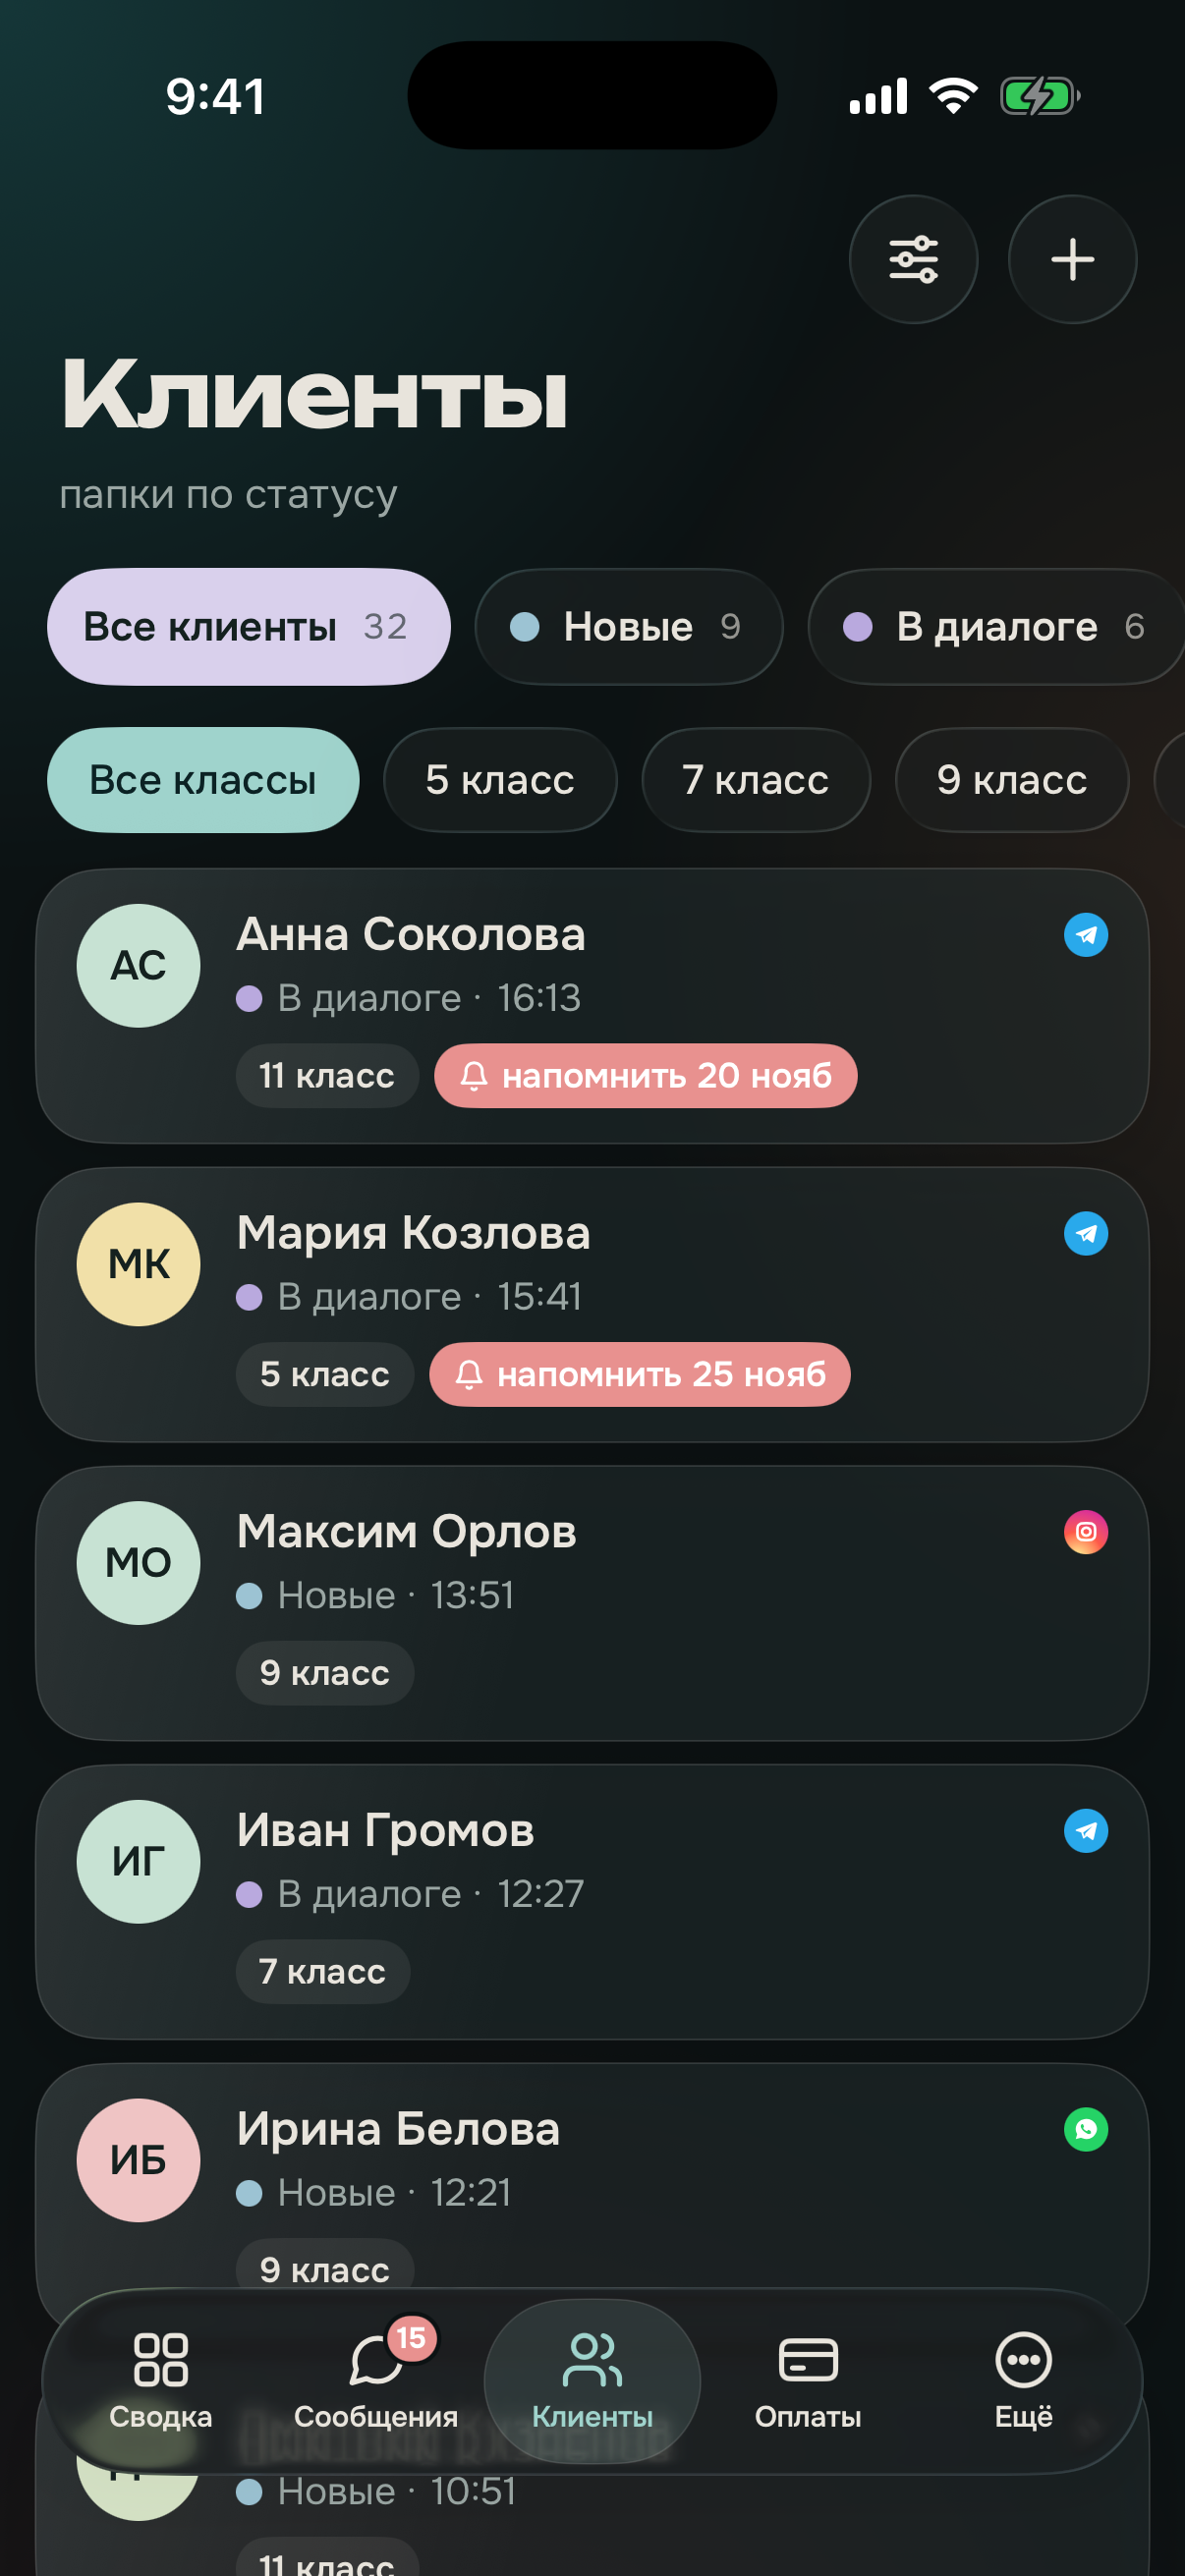 9:41
Клиенты
папки по статусу
Все клиенты 32 Новые 9 В диалоге 6
Все классы 5 класс 7 класс 9 класс
АС Анна Соколова
В диалоге · 16:13
11 класс напомнить 20 нояб
МК Мария Козлова
В диалоге · 15:41
5 класс напомнить 25 нояб
МО Максим Орлов
Новые · 13:51
9 класс
ИГ Иван Громов
В диалоге · 12:27
7 класс
ИБ Ирина Белова
Новые · 12:21
9 класс
15
Сводка Сообщения Клиенты Оплаты Ещё
Новые · 10:51
11 класс